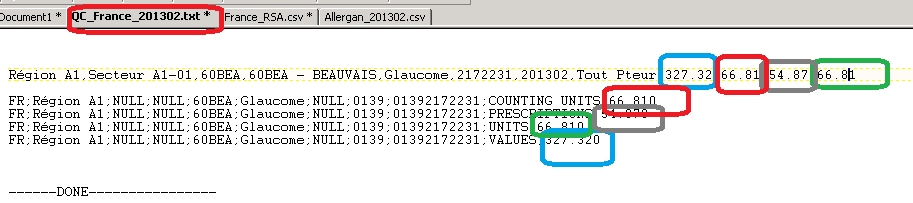 Document1 * QC_France_201302.txt * France_RSA.csv * Allergan_201302.csv
Région A1,Secteur A1-01,60BEA,60BEA - BEAUVAIS,Glaucome,2172231,201302,Tout Pteur 327.32 66.81 54.87 66.81
FR;Région A1;NULL;NULL;60BEA;Glaucome;NULL;0139;01392172231;COUNTING UNITS 66.810
FR;Région A1;NULL;NULL;60BEA;Glaucome;NULL;0139;01392172231;PRESCRIPTIONS 54.870
FR;Région A1;NULL;NULL;60BEA;Glaucome;NULL;0139;01392172231;UNITS 66.810
FR;Région A1;NULL;NULL;60BEA;Glaucome;NULL;0139;01392172231;VALUES 327.320
------DONE----------------